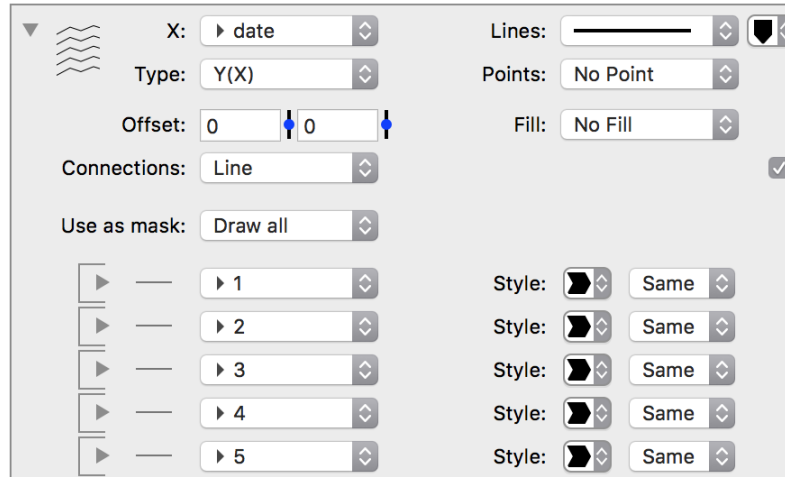 X: date Lines:
Type: Y(X) Points: No Point
Offset: 0 0 Fill: No Fill
Connections: Line
Use as mask: Draw all
1 Style: Same
2 Style: Same
3 Style: Same
4 Style: Same
5 Style: Same